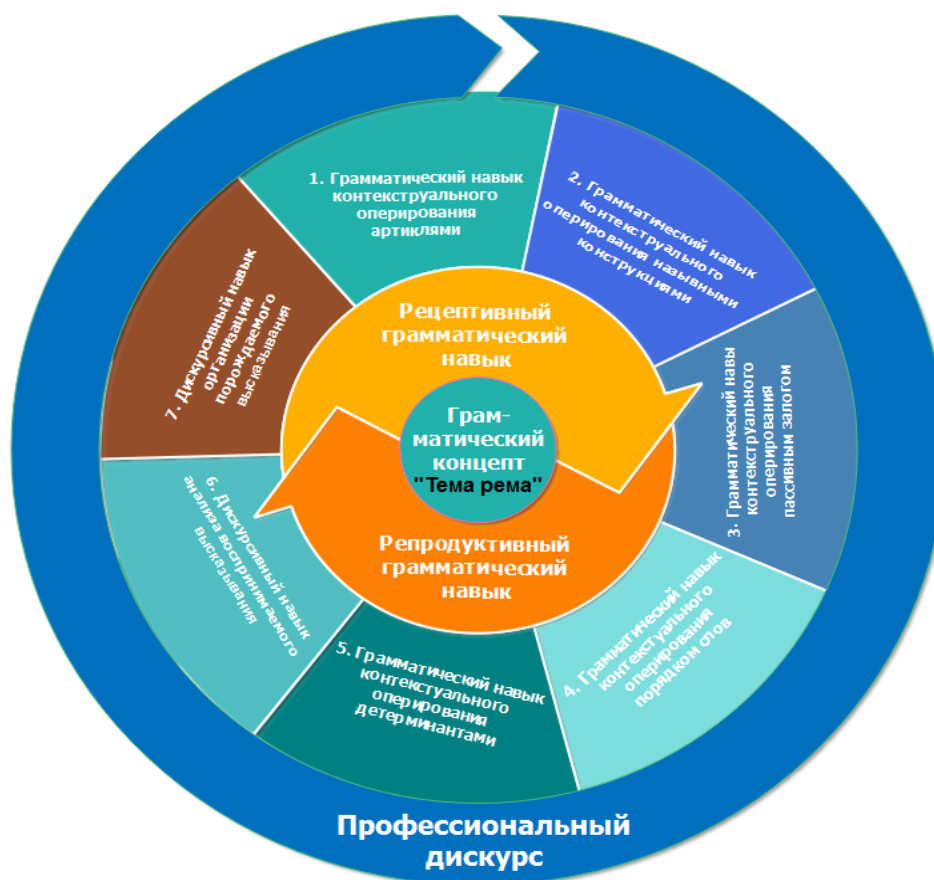 1. Грамматический навык
контекструального
оперирования
артиклями
2. Грамматический навык
контекструального
оперирования назывными
конструкциями
3. Грамматический навы
контекструального
оперирования
пассивным залогом
4. Грамматический навык
контекстуального
оперирования
порядком слов
5. Грамматический навык
контекстуального
оперирования
детерминантами
6. Дискурсивный навык
анализа воспринимаемого
высказывания
7. Дискурсивный навык
организации
порождаемого
высказывания
Рецептивный
грамматический
навык
Грам-
матический
концепт
"Тема рема"
Репродуктивный
грамматический
навык
Профессиональный
дискурс